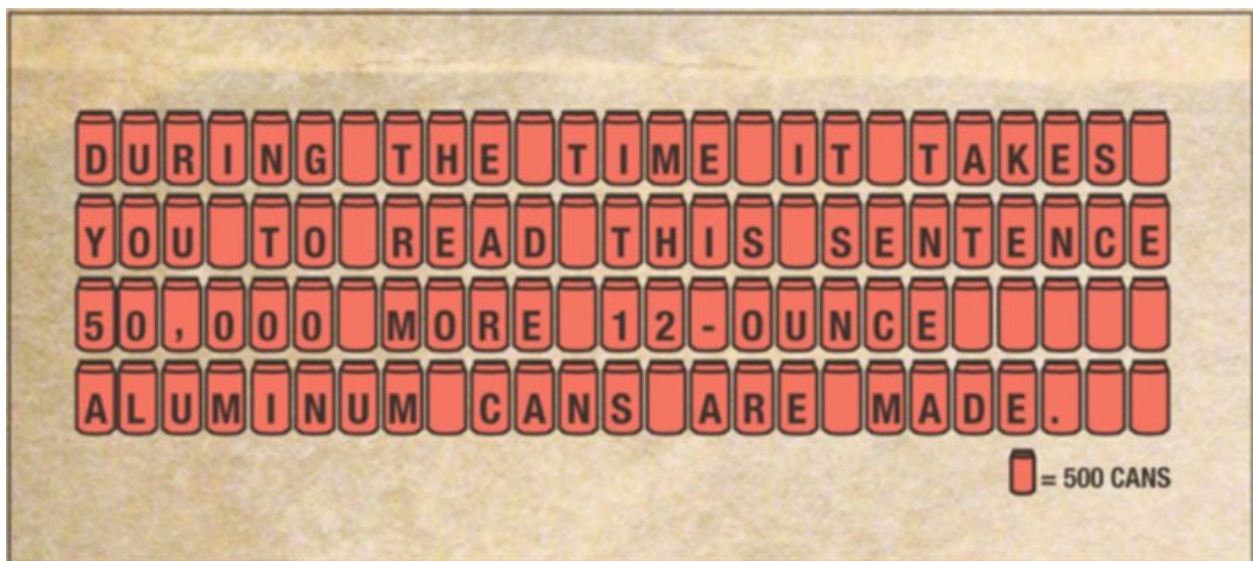 DURING THE TIME IT TAKES
YOU TO READ THIS SENTENCE
50,000 MORE 12-OUNCE
ALUMINUM CANS ARE MADE.
= 500 CANS